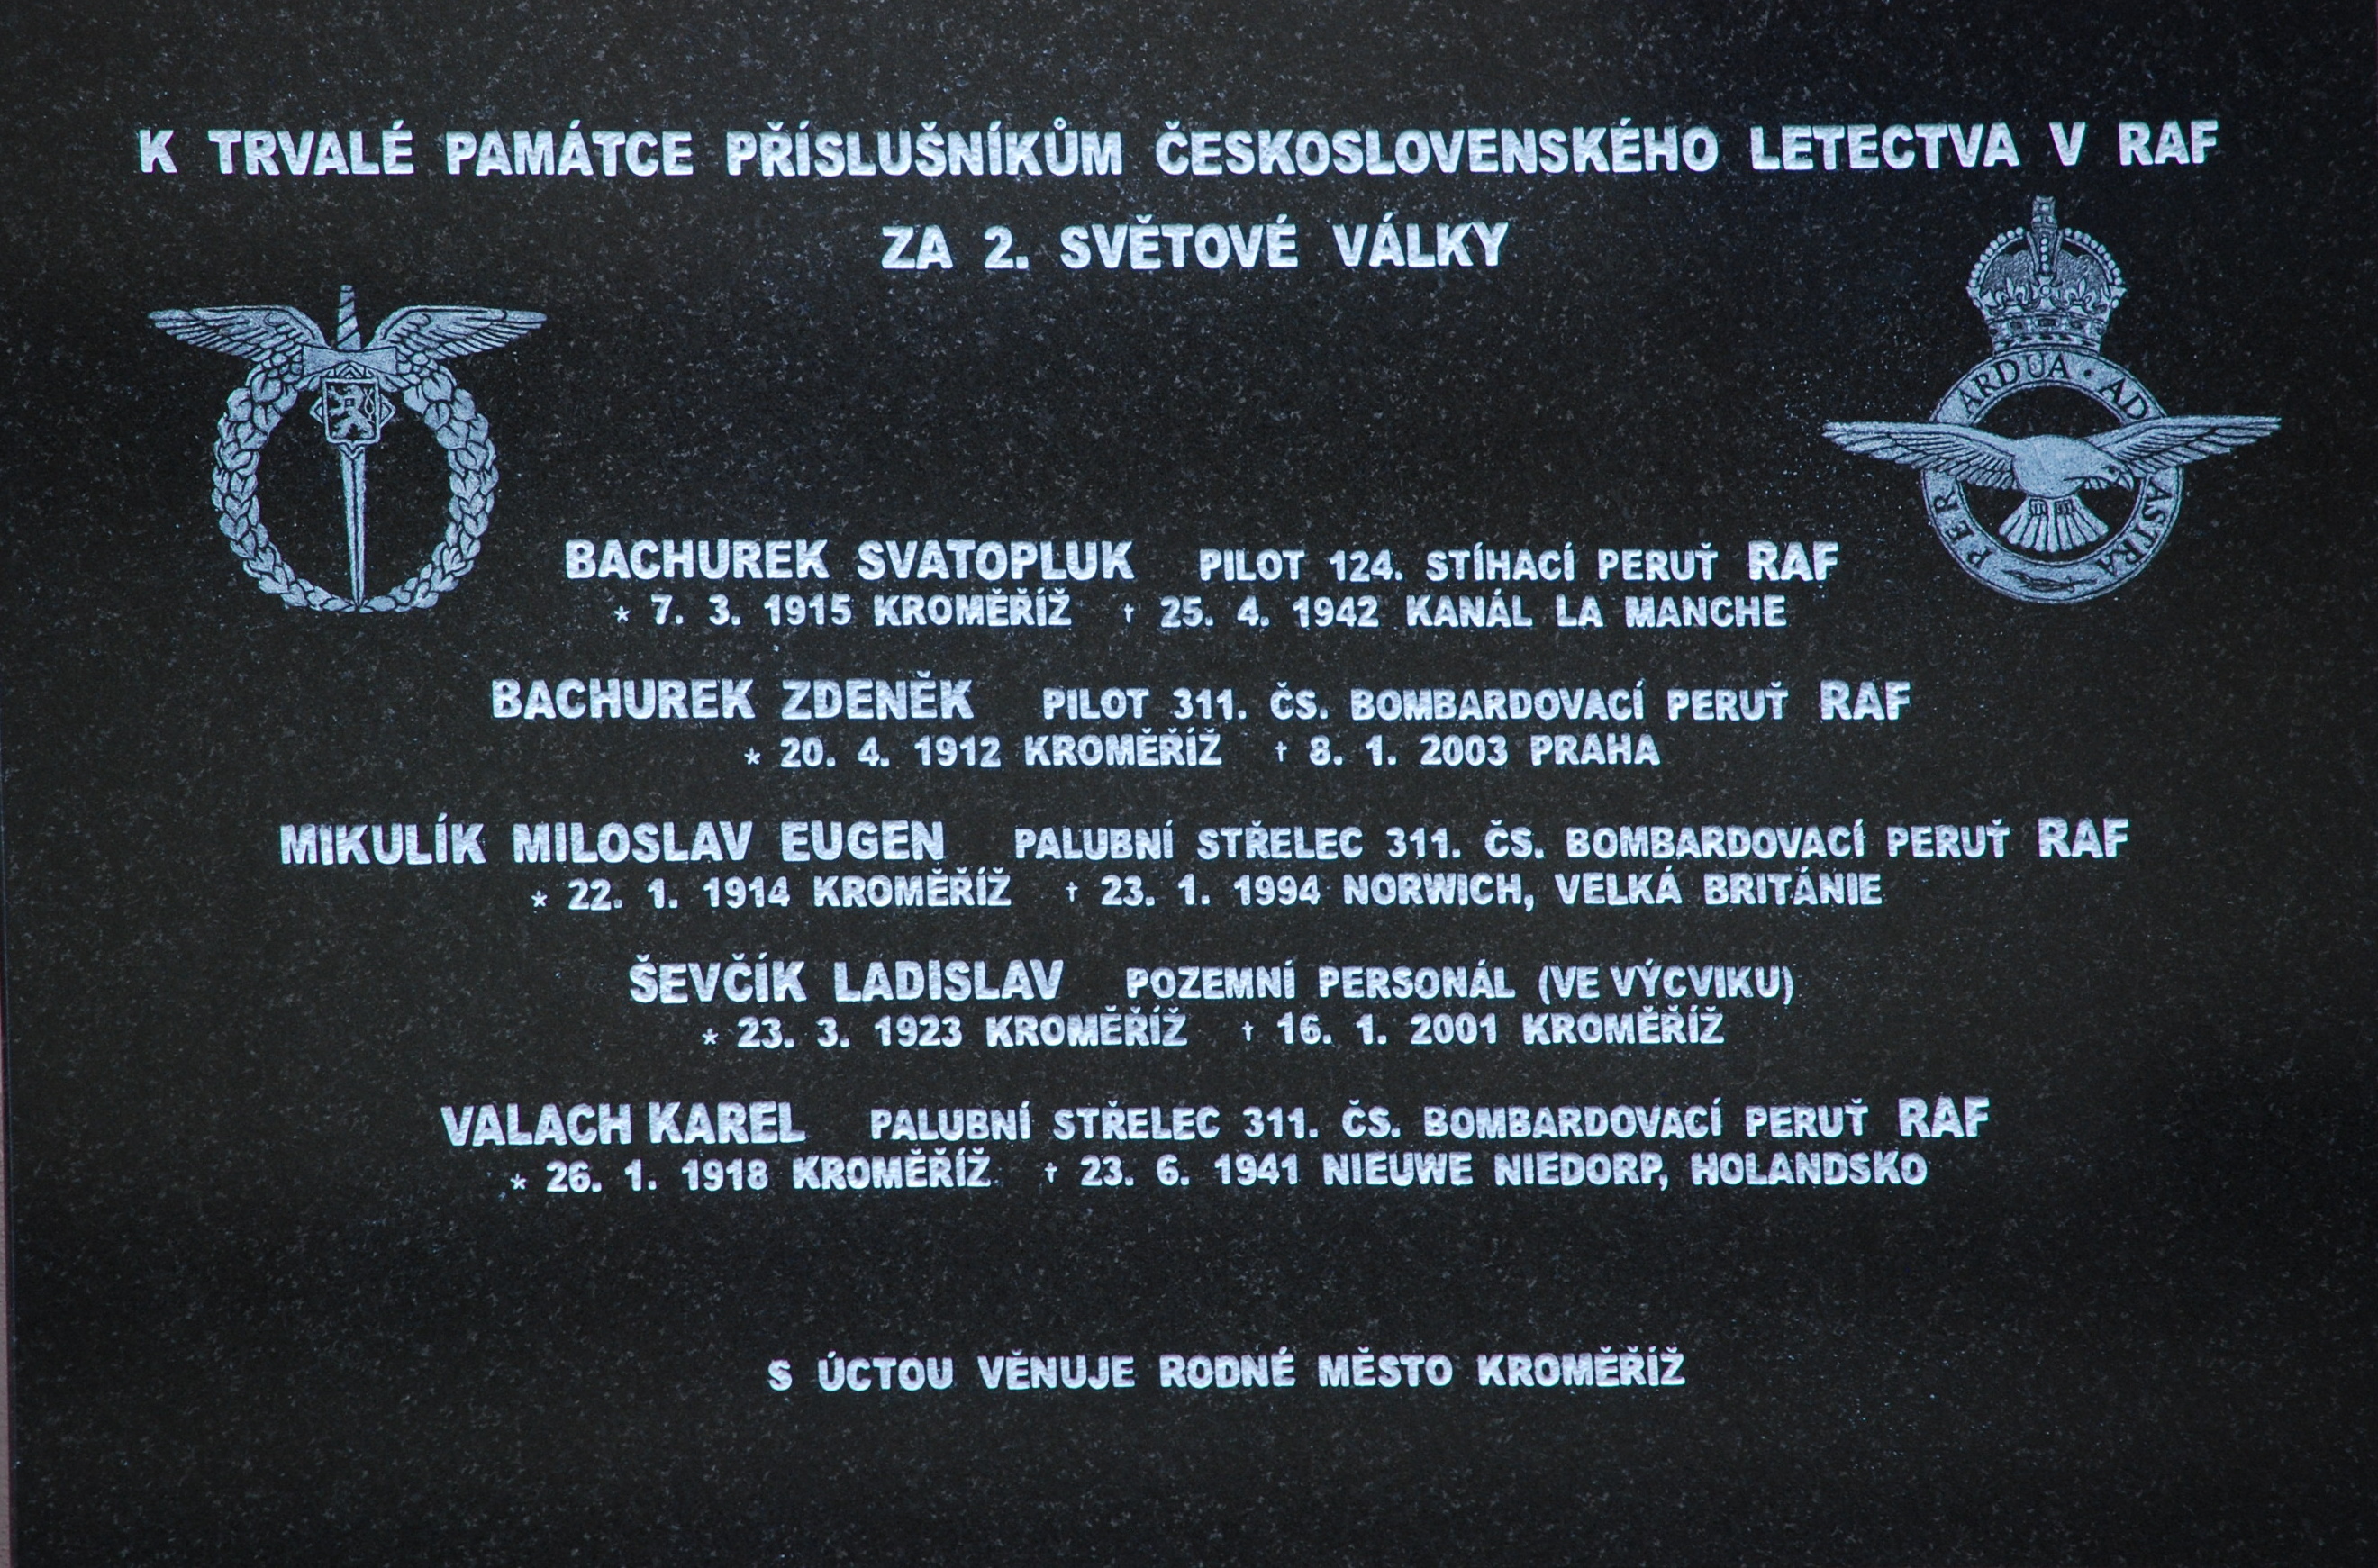 K TRVALÉ PAMÁTCE PŘÍSLUŠNÍKŮM ČESKOSLOVENSKÉHO LETECTVA V RAF
ZA 2. SVĚTOVÉ VÁLKY
PER ARDUA · AD ASTRA
BACHUREK SVATOPLUK PILOT 124. STÍHACÍ PERUŤ RAF
* 7. 3. 1915 KROMĚŘÍŽ † 25. 4. 1942 KANÁL LA MANCHE
BACHUREK ZDENĚK PILOT 311. ČS. BOMBARDOVACÍ PERUŤ RAF
* 20. 4. 1912 KROMĚŘÍŽ † 8. 1. 2003 PRAHA
MIKULÍK MILOSLAV EUGEN PALUBNÍ STŘELEC 311. ČS. BOMBARDOVACÍ PERUŤ RAF
* 22. 1. 1914 KROMĚŘÍŽ † 23. 1. 1994 NORWICH, VELKÁ BRITÁNIE
ŠEVČÍK LADISLAV POZEMNÍ PERSONÁL (VE VÝCVIKU)
* 23. 3. 1923 KROMĚŘÍŽ † 16. 1. 2001 KROMĚŘÍŽ
VALACH KAREL PALUBNÍ STŘELEC 311. ČS. BOMBARDOVACÍ PERUŤ RAF
* 26. 1. 1918 KROMĚŘÍŽ † 23. 6. 1941 NIEUWE NIEDORP, HOLANDSKO
S ÚCTOU VĚNUJE RODNÉ MĚSTO KROMĚŘÍŽ